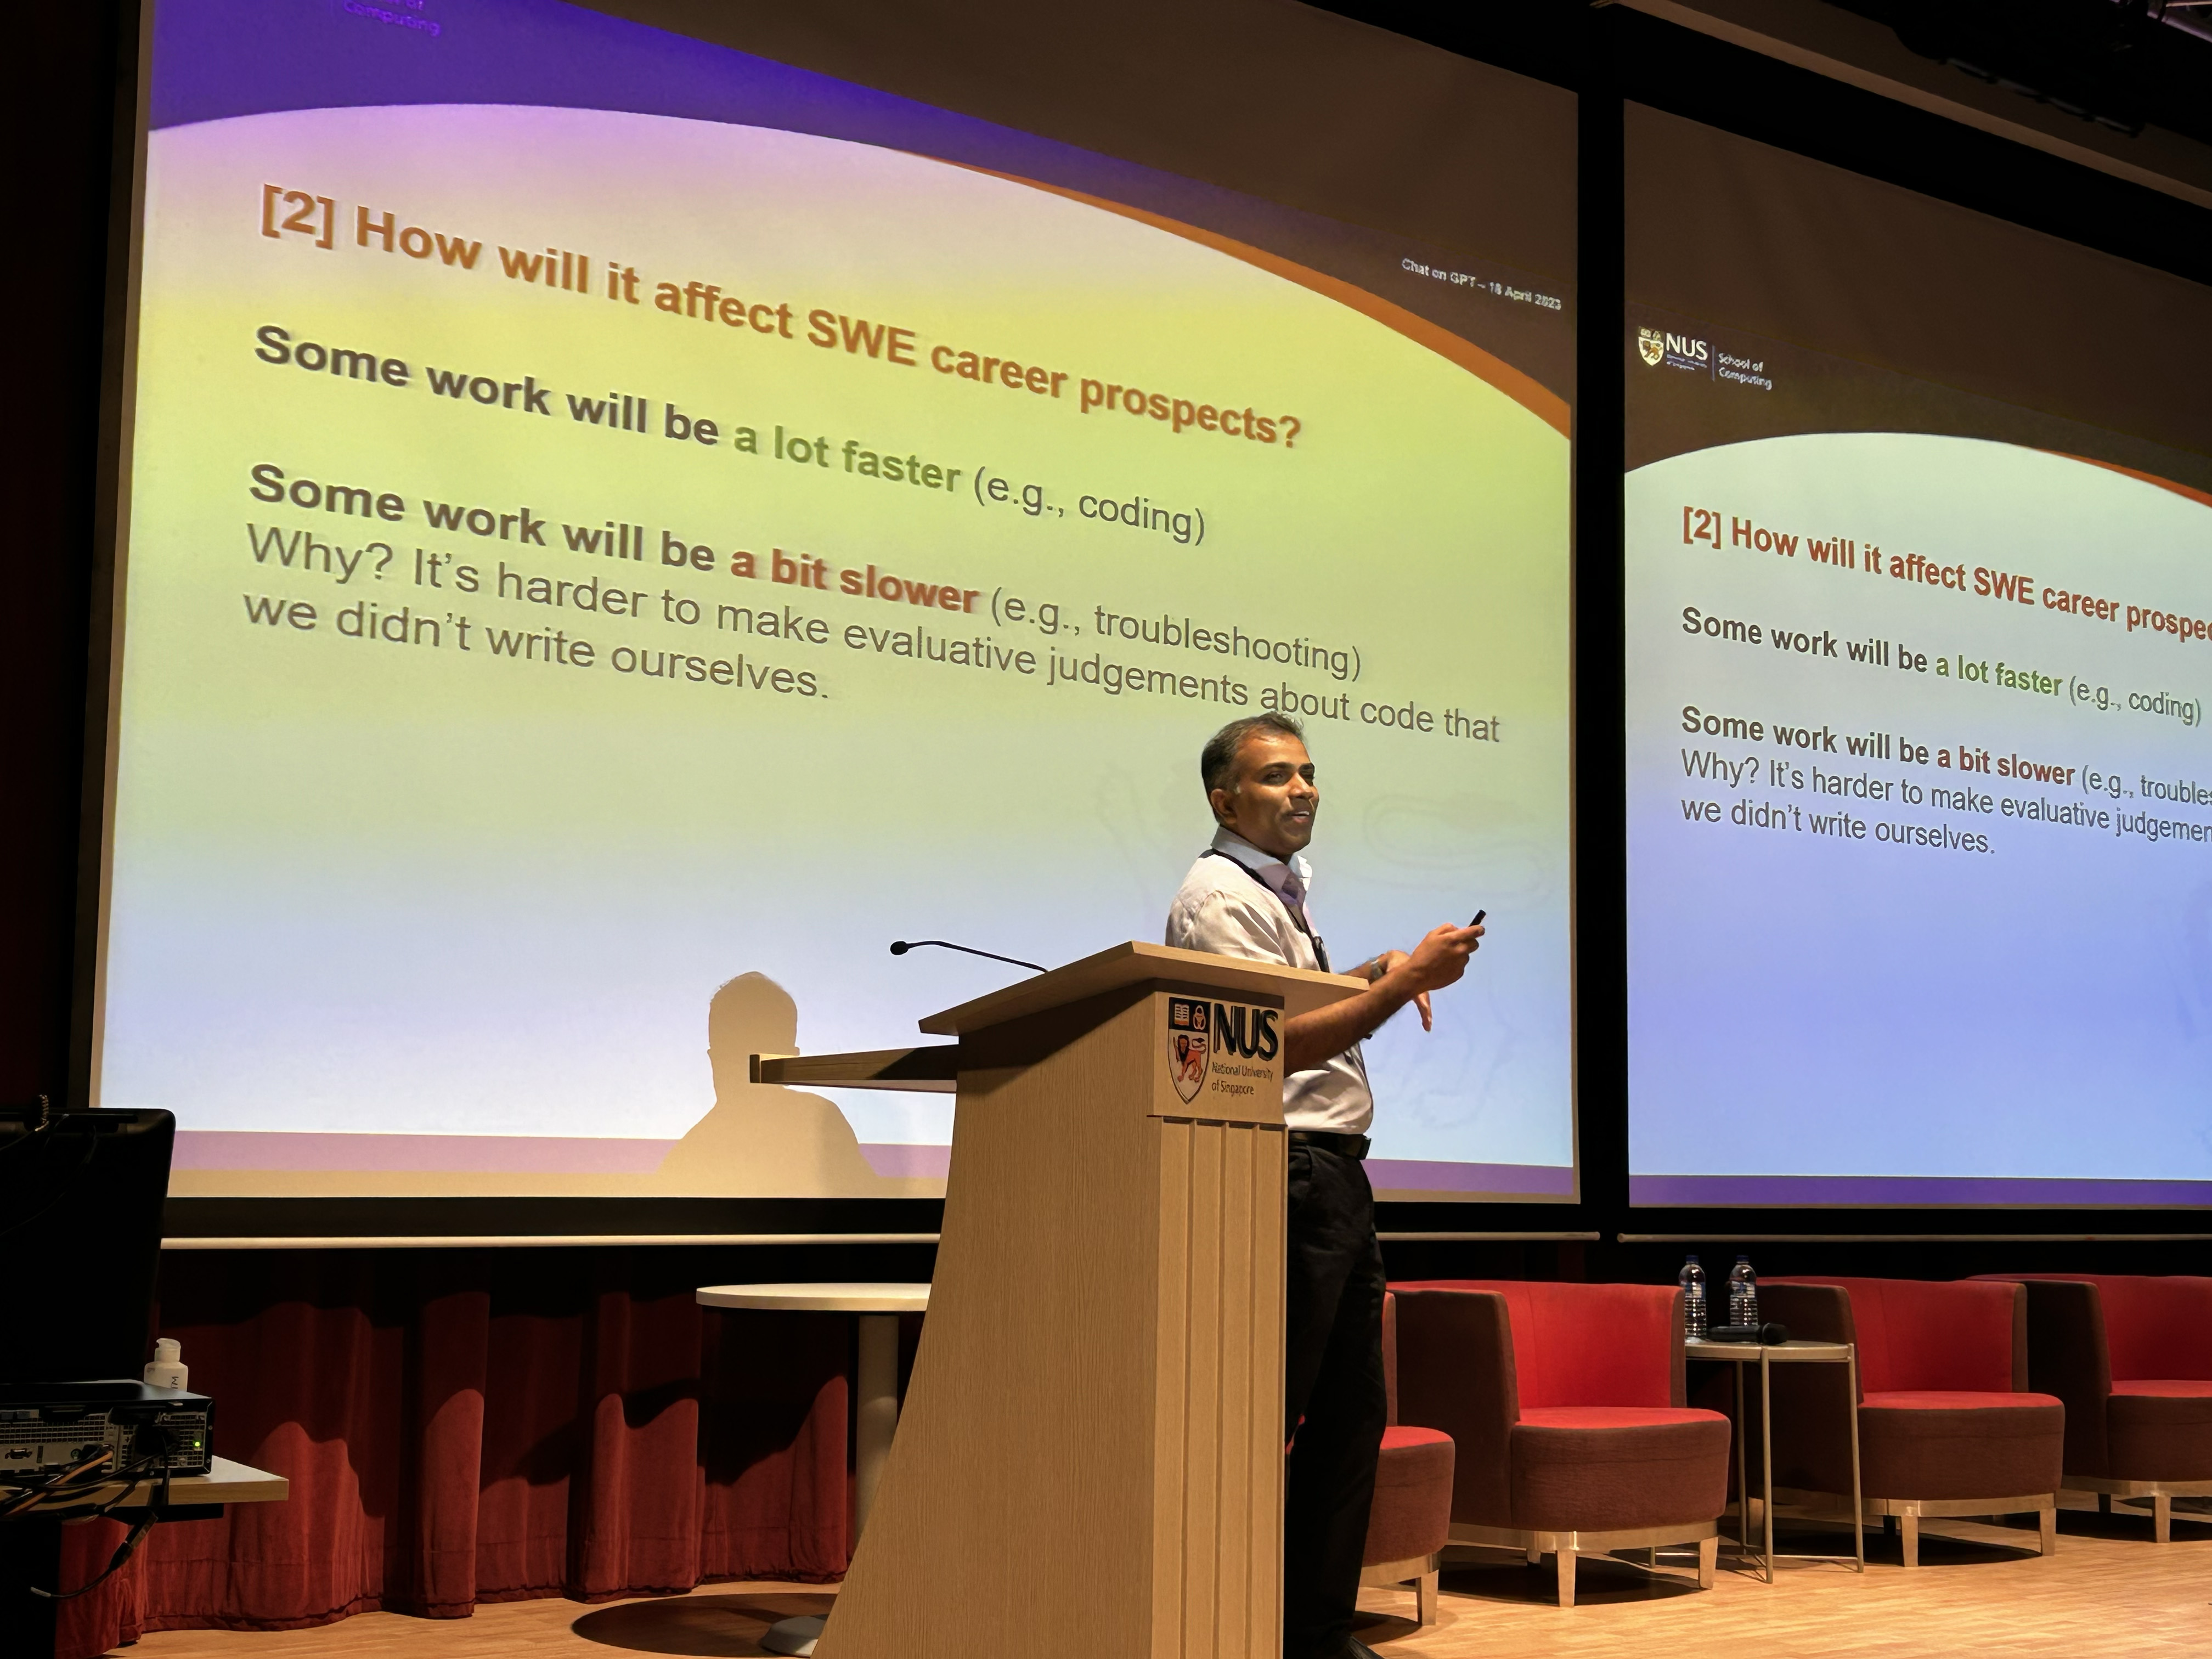 Computing
Chat on GPT – 18 April 2023
[2] How will it affect SWE career prospects?
Some work will be a lot faster (e.g., coding)
Some work will be a bit slower (e.g., troubleshooting)
Why? It's harder to make evaluative judgements about code that
we didn't write ourselves.
NUS
National University
of Singapore
NUS
School of
Computing
[2] How will it affect SWE career prospec
Some work will be a lot faster (e.g., coding)
Some work will be a bit slower (e.g., troubles
Why? It's harder to make evaluative judgemen
we didn't write ourselves.